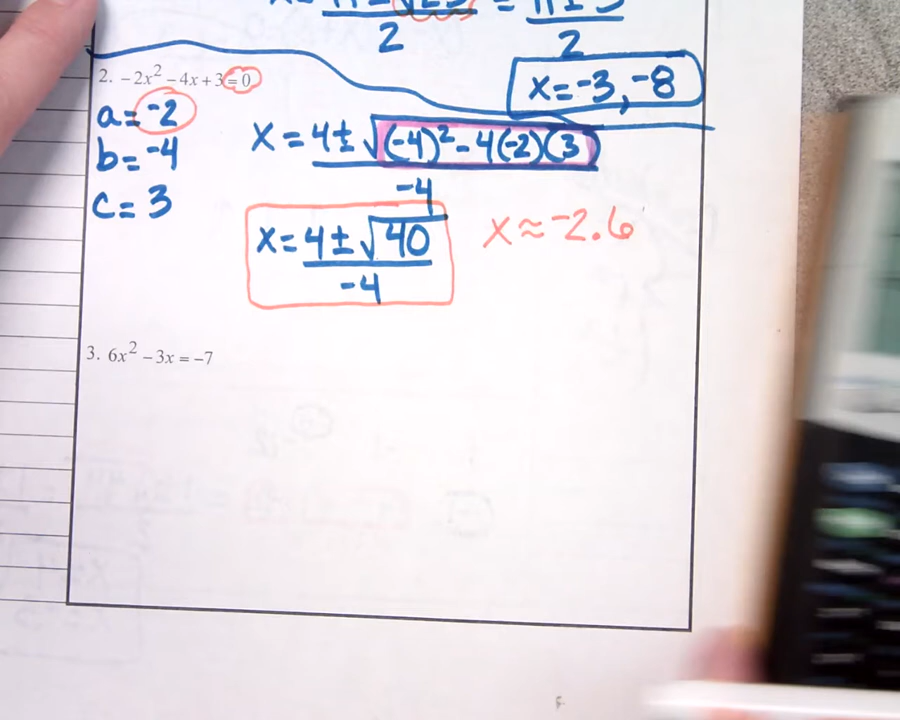 2 2
x=-3,-8
2. -2x² - 4x + 3 = 0
a = -2
b = -4
c = 3
x = 4 ± √(-4)² - 4(-2)(3
-4
x = 4 ± √40
-4
x ≈ -2.6
3. 6x² - 3x = -7